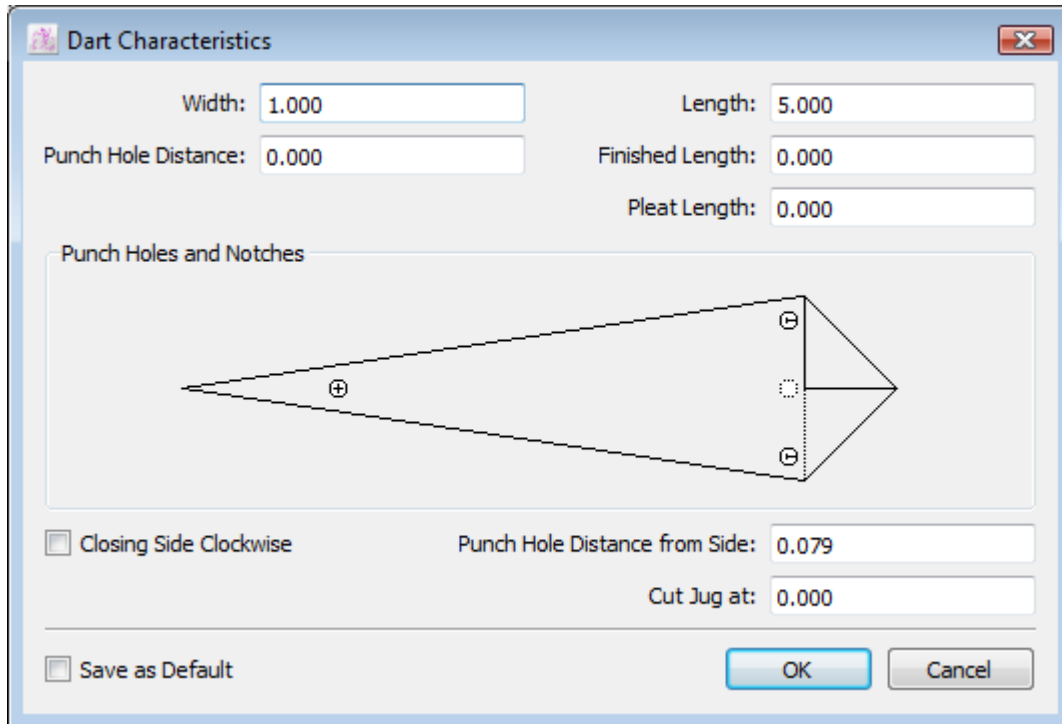 Dart Characteristics
Width: 1.000 Length: 5.000
Punch Hole Distance: 0.000 Finished Length: 0.000
Pleat Length: 0.000
Punch Holes and Notches
Closing Side Clockwise Punch Hole Distance from Side: 0.079
Cut Jug at: 0.000
Save as Default OK Cancel